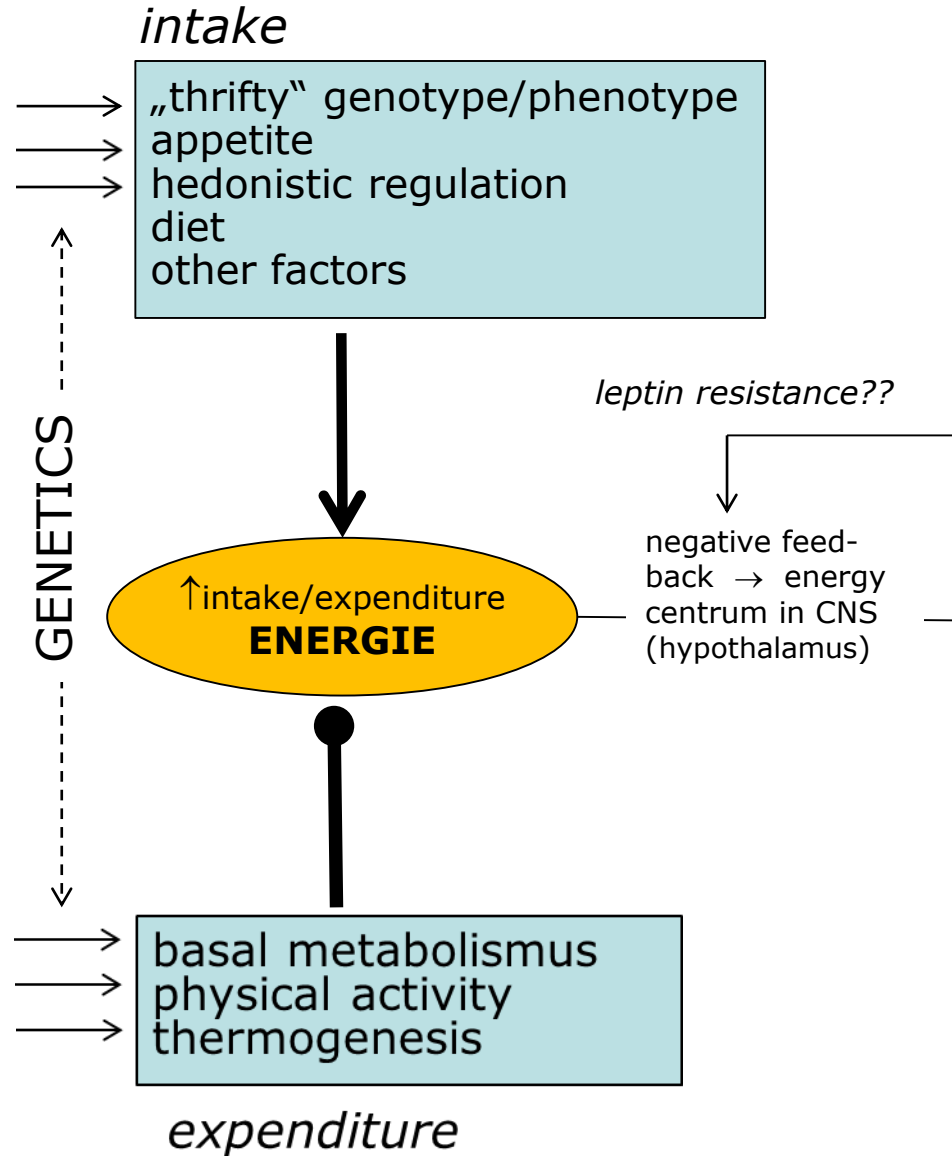 intake
„thrifty“ genotype/phenotype
appetite
hedonistic regulation
diet
other factors
leptin resistance??
GENETICS
negative feed-
back → energy
centrum in CNS
(hypothalamus)
↑intake/expenditure
ENERGIE
basal metabolismus
physical activity
thermogenesis
expenditure